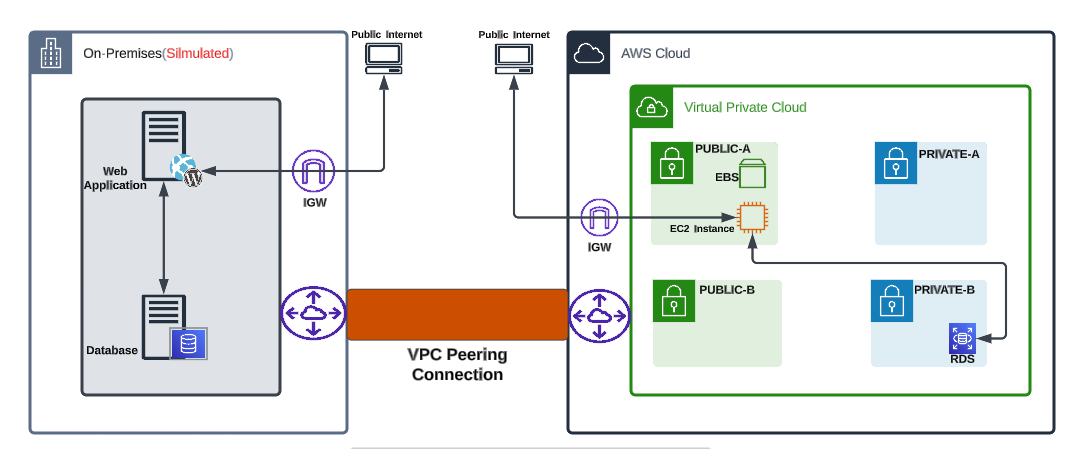 Public Internet
Public Internet
On-Premises(Silmulated)
AWS Cloud
Virtual Private Cloud
PUBLIC-A
PRIVATE-A
EBS
Web
Application
IGW
EC2 Instance
IGW
PUBLIC-B
PRIVATE-B
Database
RDS
VPC Peering
Connection